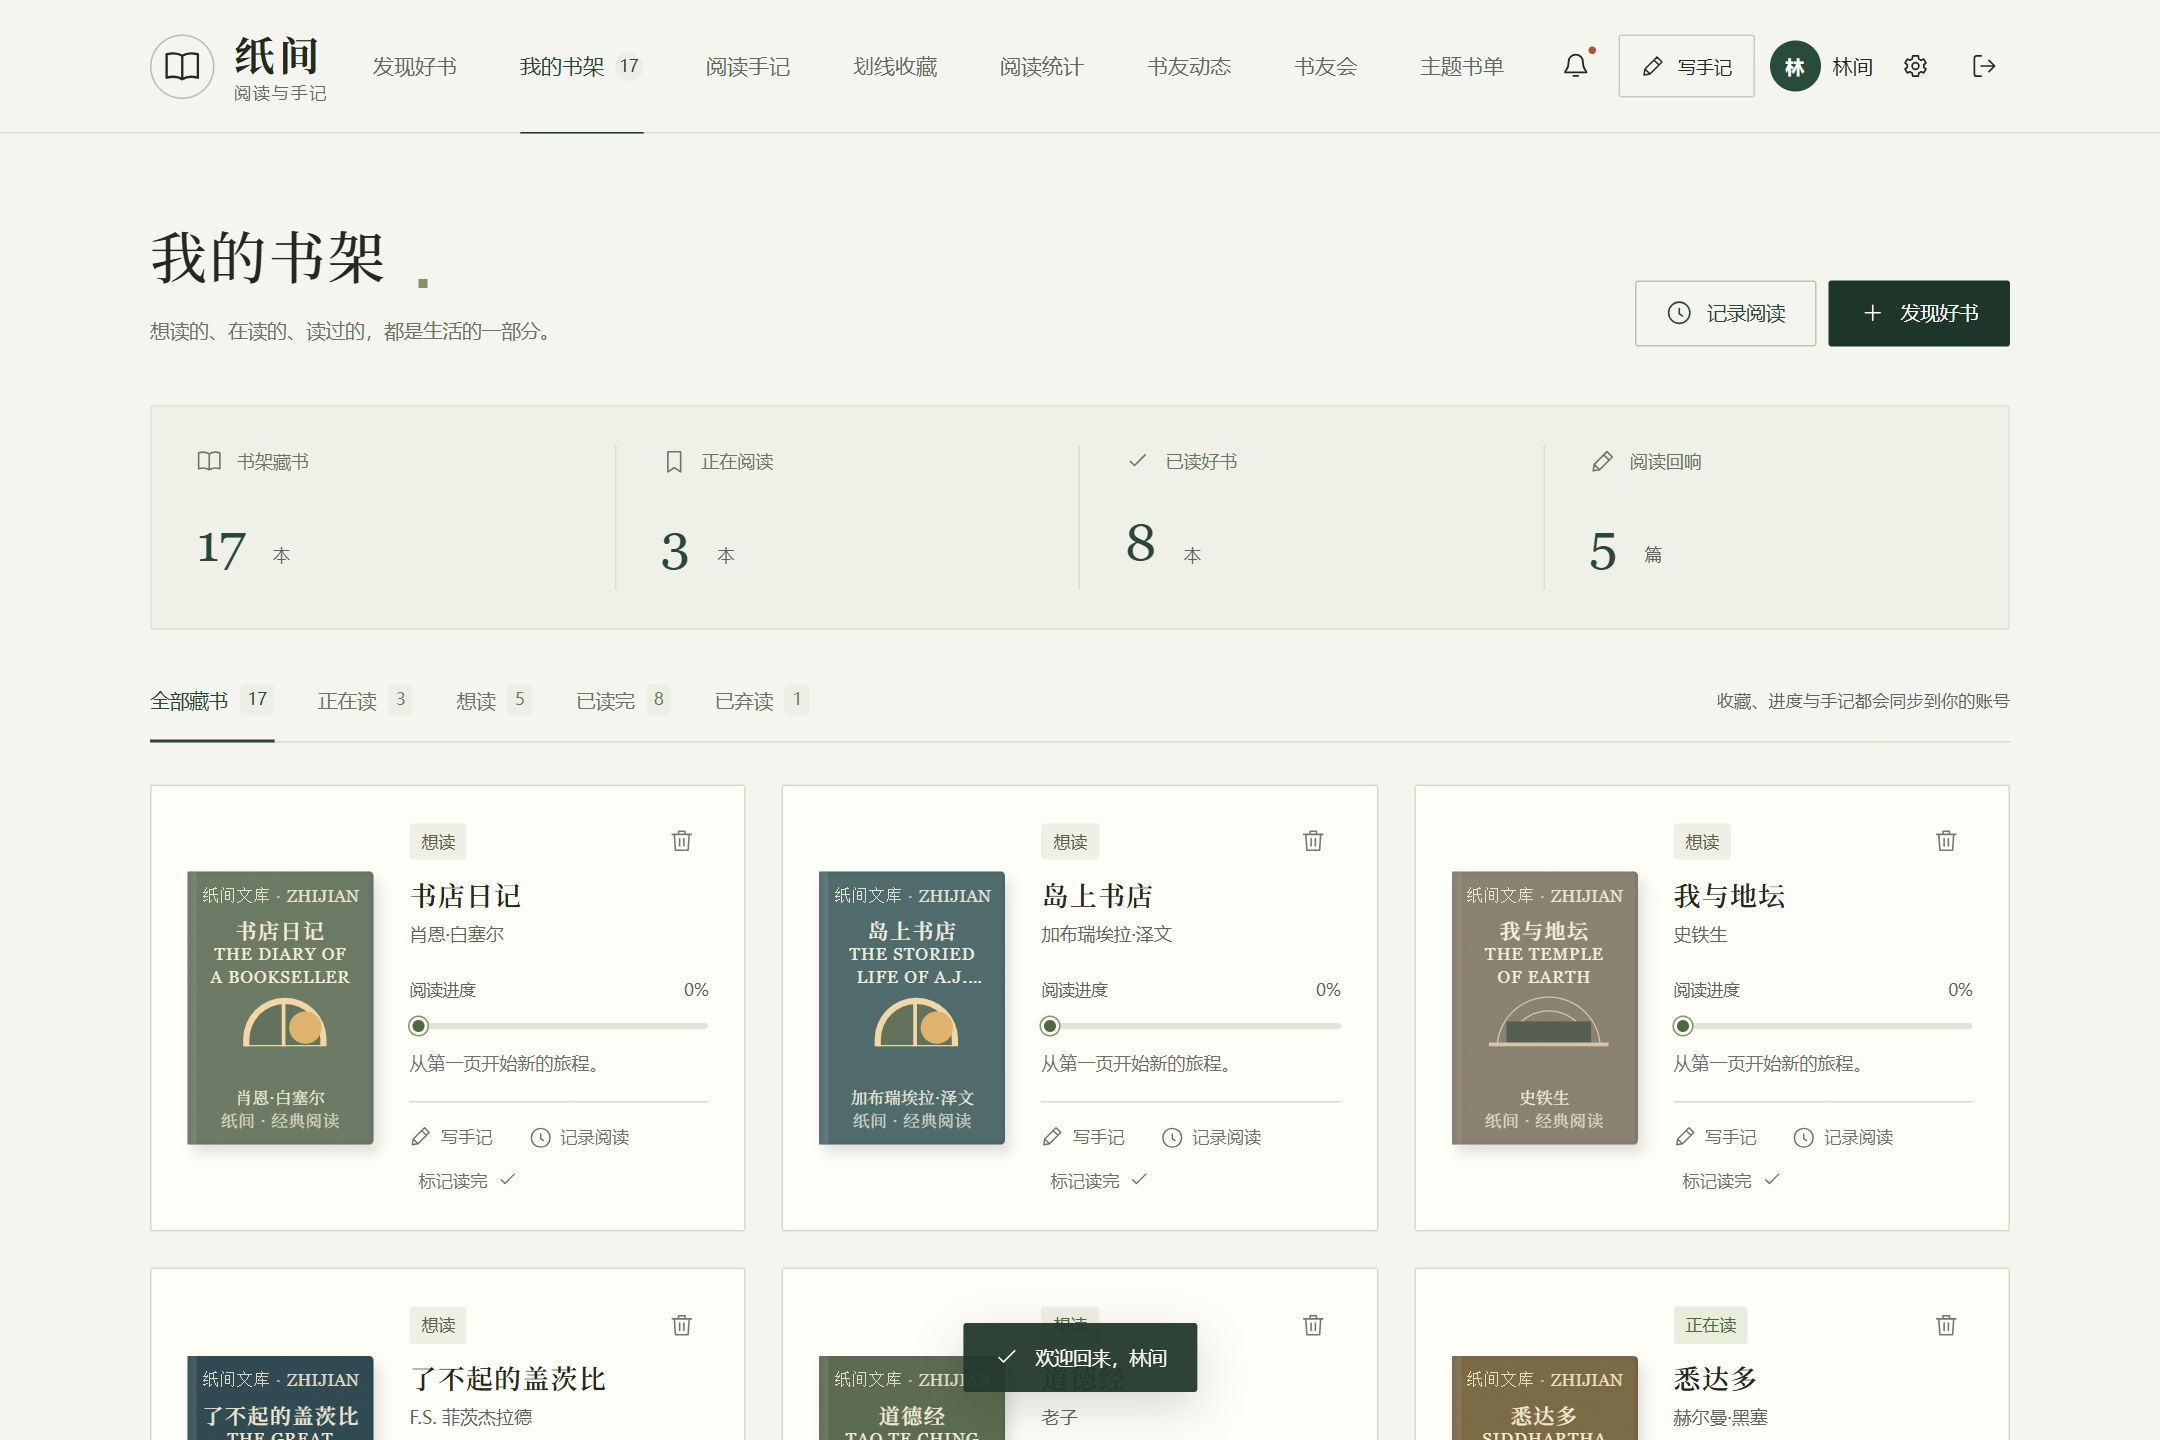 纸间
阅读与手记
发现好书
我的书架 17
阅读手记
划线收藏
阅读统计
书友动态
书友会
主题书单
写手记
林
林间
我的书架 .
想读的、在读的、读过的，都是生活的一部分。
记录阅读
发现好书
书架藏书
17 本
正在阅读
3 本
已读好书
8 本
阅读回响
5 篇
全部藏书 17
正在读 3
想读 5
已读完 8
已弃读 1
收藏、进度与手记都会同步到你的账号
纸间文库 · ZHIJIAN
书店日记
THE DIARY OF
A BOOKSELLER
肖恩·白塞尔
纸间 · 经典阅读
想读
书店日记
肖恩·白塞尔
阅读进度 0%
从第一页开始新的旅程。
写手记
记录阅读
标记读完
纸间文库 · ZHIJIAN
岛上书店
THE STORIED
LIFE OF A.J....
加布瑞埃拉·泽文
纸间 · 经典阅读
想读
岛上书店
加布瑞埃拉·泽文
阅读进度 0%
从第一页开始新的旅程。
写手记
记录阅读
标记读完
纸间文库 · ZHIJIAN
我与地坛
THE TEMPLE
OF EARTH
史铁生
纸间 · 经典阅读
想读
我与地坛
史铁生
阅读进度 0%
从第一页开始新的旅程。
写手记
记录阅读
标记读完
纸间文库 · ZHIJIAN
了不起的盖茨比
THE GREAT
想读
了不起的盖茨比
F.S. 菲茨杰拉德
纸间文库 · ZHIJIAN
道德经
TAO TE CHING
想读
道德经
老子
欢迎回来，林间
纸间文库 · ZHIJIAN
悉达多
SIDDHARTHA
正在读
悉达多
赫尔曼·黑塞